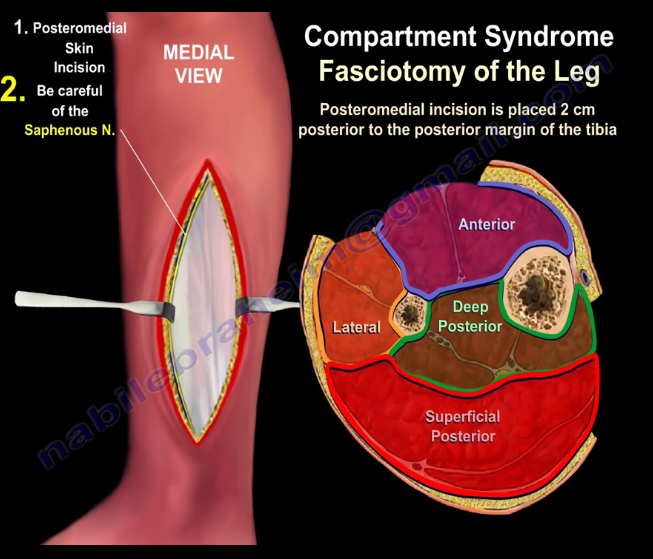 1. Posteromedial
Skin
Incision
2. Be careful
of the
Saphenous N.
MEDIAL
VIEW
Compartment Syndrome
Fasciotomy of the Leg
Posteromedial incision is placed 2 cm
posterior to the posterior margin of the tibia
Anterior
Lateral
Deep
Posterior
Superficial
Posterior
nabilebraheim@gmail.com